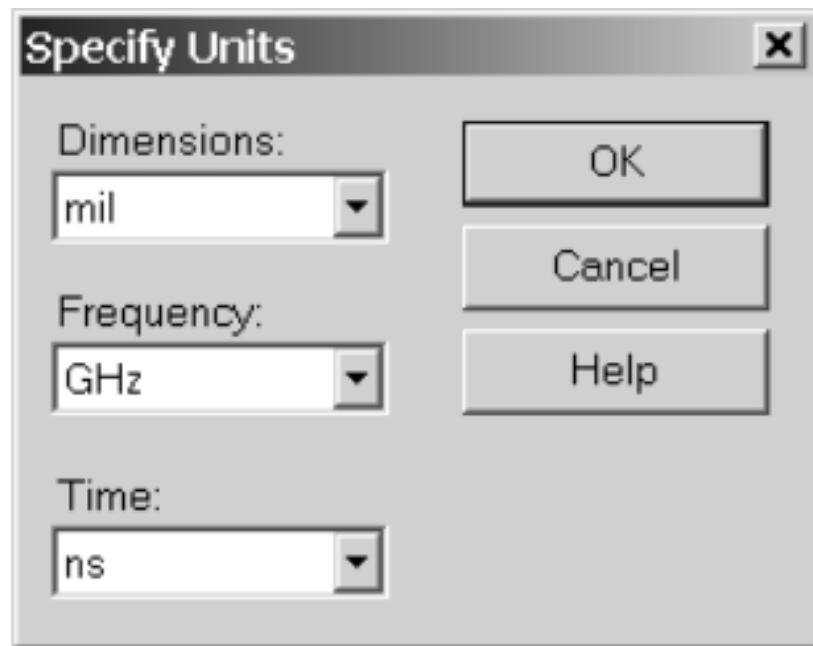 Specify Units
Dimensions:
mil
Frequency:
GHz
Time:
ns
OK
Cancel
Help